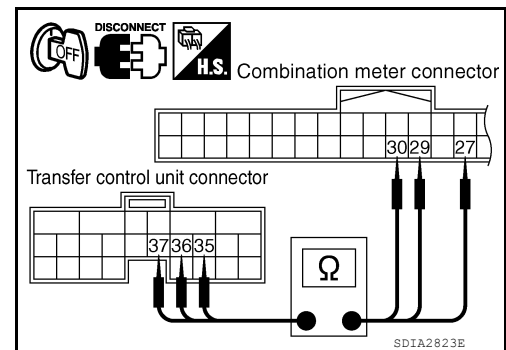 OFF
DISCONNECT
H.S.
Combination meter connector
30 29 27
Transfer control unit connector
37 36 35
Ω
SDIA2823E